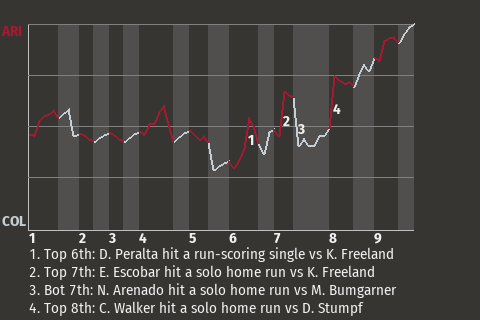 ARI
1
2
3
4
COL
1 2 3 4 5 6 7 8 9
1. Top 6th: D. Peralta hit a run-scoring single vs K. Freeland
2. Top 7th: E. Escobar hit a solo home run vs K. Freeland
3. Bot 7th: N. Arenado hit a solo home run vs M. Bumgarner
4. Top 8th: C. Walker hit a solo home run vs D. Stumpf